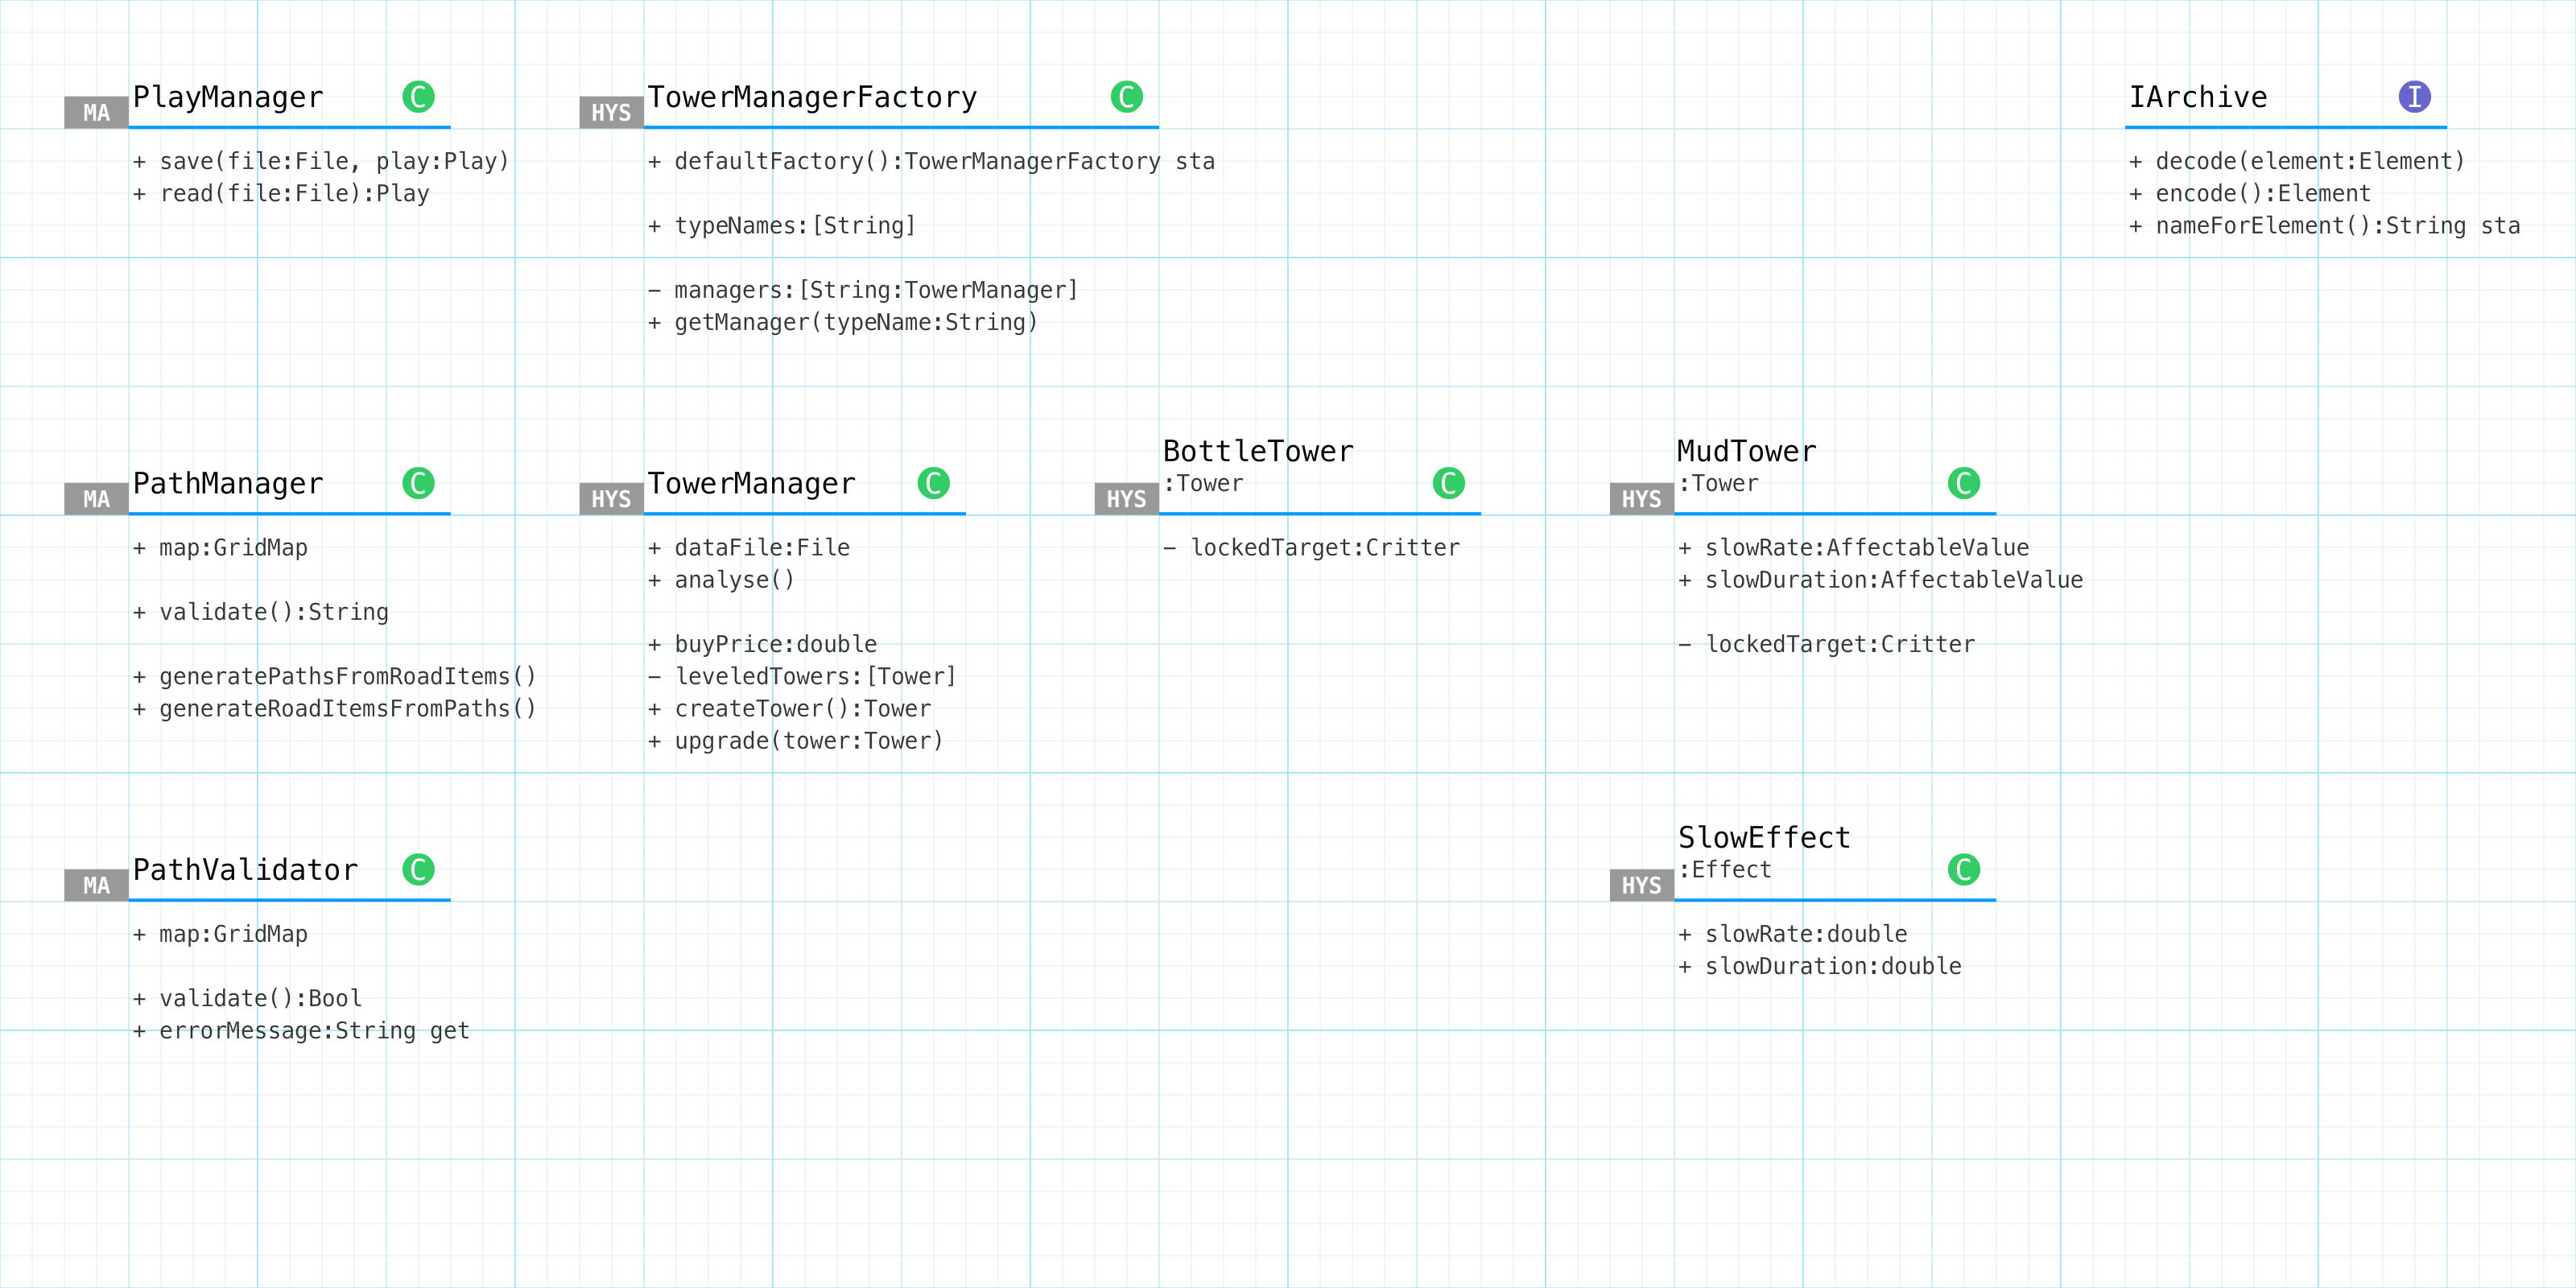 MA PlayManager C
+ save(file:File, play:Play)
+ read(file:File):Play
HYS TowerManagerFactory C
+ defaultFactory():TowerManagerFactory sta
+ typeNames:[String]
− managers:[String:TowerManager]
+ getManager(typeName:String)
IArchive I
+ decode(element:Element)
+ encode():Element
+ nameForElement():String sta
MA PathManager C
+ map:GridMap
+ validate():String
+ generatePathsFromRoadItems()
+ generateRoadItemsFromPaths()
HYS TowerManager C
+ dataFile:File
+ analyse()
+ buyPrice:double
− leveledTowers:[Tower]
+ createTower():Tower
+ upgrade(tower:Tower)
BottleTower
HYS :Tower C
− lockedTarget:Critter
MudTower
HYS :Tower C
+ slowRate:AffectableValue
+ slowDuration:AffectableValue
− lockedTarget:Critter
MA PathValidator C
+ map:GridMap
+ validate():Bool
+ errorMessage:String get
SlowEffect
HYS :Effect C
+ slowRate:double
+ slowDuration:double